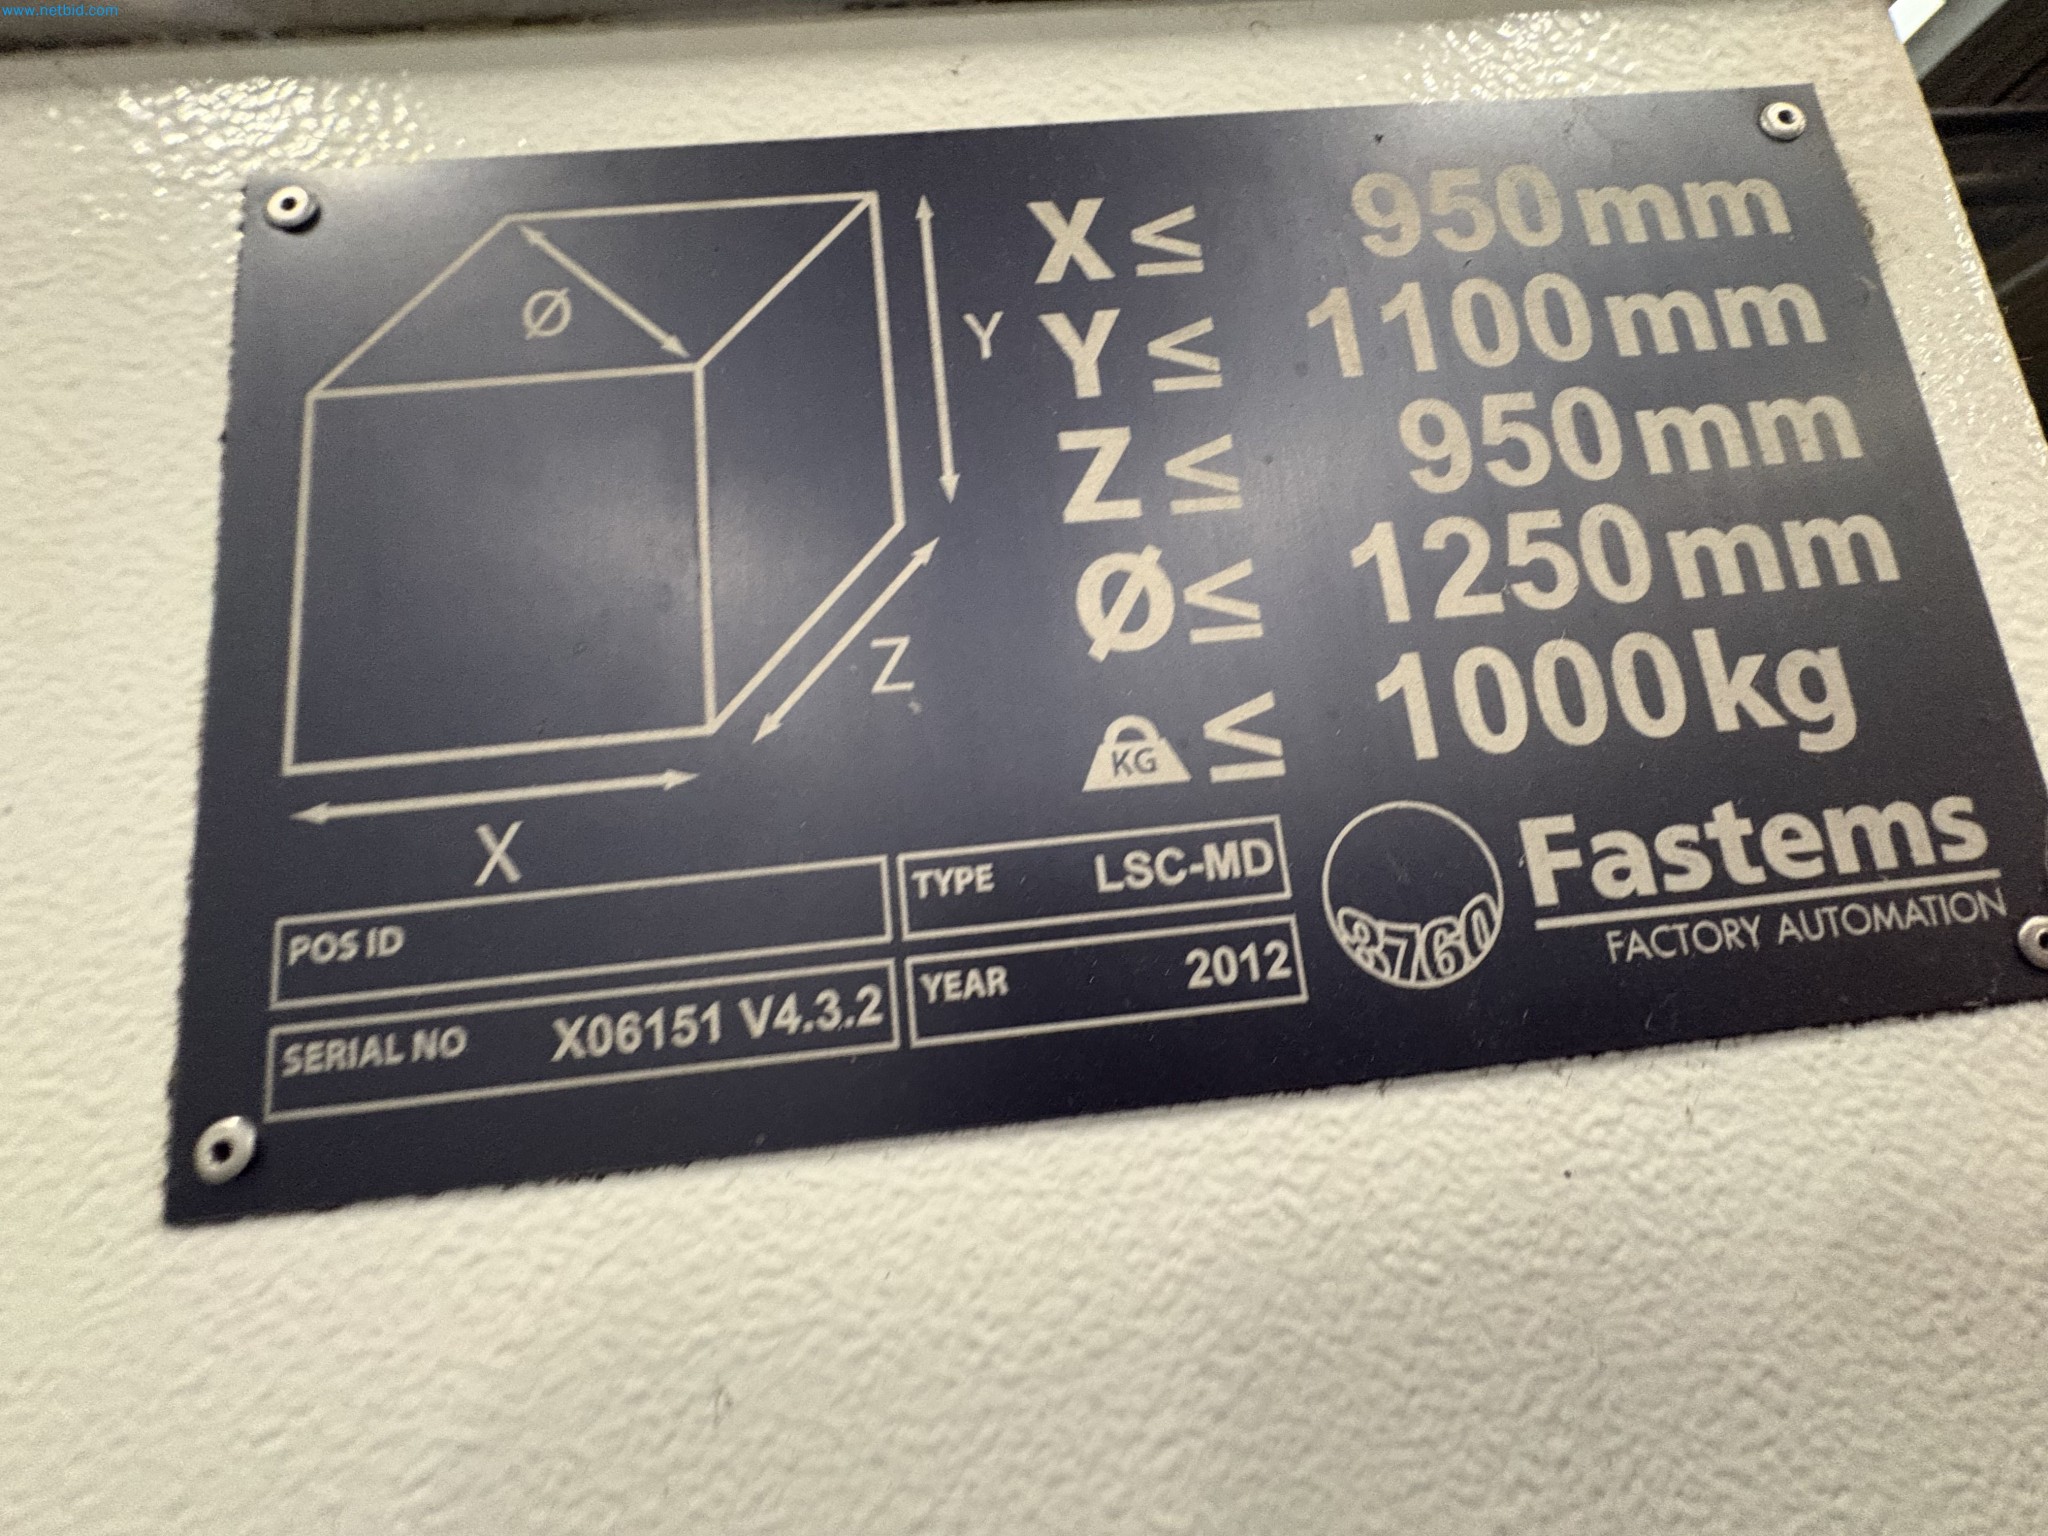 www.netbid.com
Ø
Y
Z
X
X ≤ 950 mm
Y ≤ 1100 mm
Z ≤ 950 mm
Ø ≤ 1250 mm
KG ≤ 1000 kg
POS ID
TYPE LSC-MD
SERIAL NO X06151 V4.3.2
YEAR 2012
8760
Fastems
FACTORY AUTOMATION